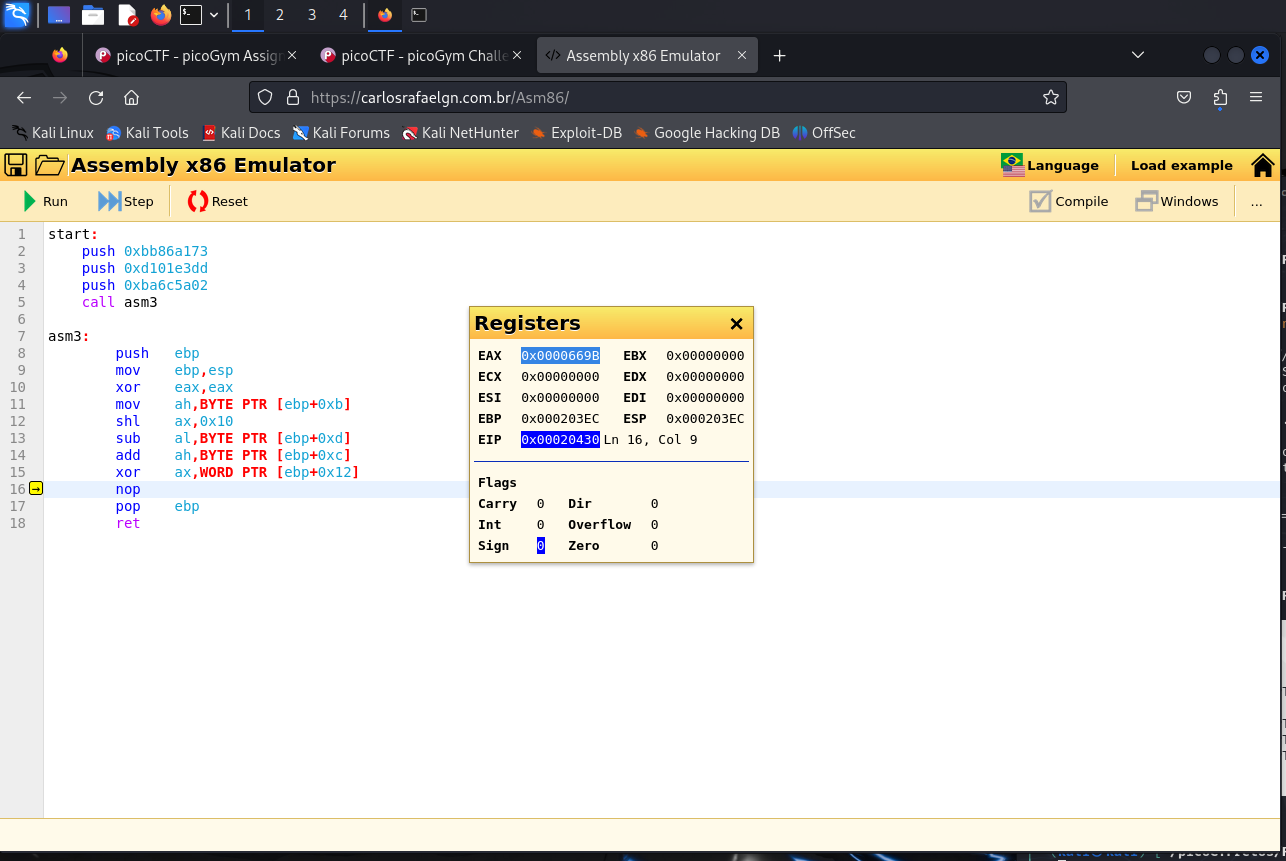 1 2 3 4
picoCTF - picoGym Assig
picoCTF - picoGym Challe
Assembly x86 Emulator
https://carlosrafaelgn.com.br/Asm86/
Kali Linux Kali Tools Kali Docs Kali Forums Kali NetHunter Exploit-DB Google Hacking DB OffSec
Assembly x86 Emulator Language Load example
Run Step Reset Compile Windows ...
1 start:
2 push 0xbb86a173
3 push 0xd101e3dd
4 push 0xba6c5a02
5 call asm3
6
7 asm3:
8 push ebp
9 mov ebp,esp
10 xor eax,eax
11 mov ah,BYTE PTR [ebp+0xb]
12 shl ax,0x10
13 sub al,BYTE PTR [ebp+0xd]
14 add ah,BYTE PTR [ebp+0xc]
15 xor ax,WORD PTR [ebp+0x12]
16 nop
17 pop ebp
18 ret
Registers
EAX 0x0000669B EBX 0x00000000
ECX 0x00000000 EDX 0x00000000
ESI 0x00000000 EDI 0x00000000
EBP 0x000203EC ESP 0x000203EC
EIP 0x00020430 Ln 16, Col 9
Flags
Carry 0 Dir 0
Int 0 Overflow 0
Sign 0 Zero 0